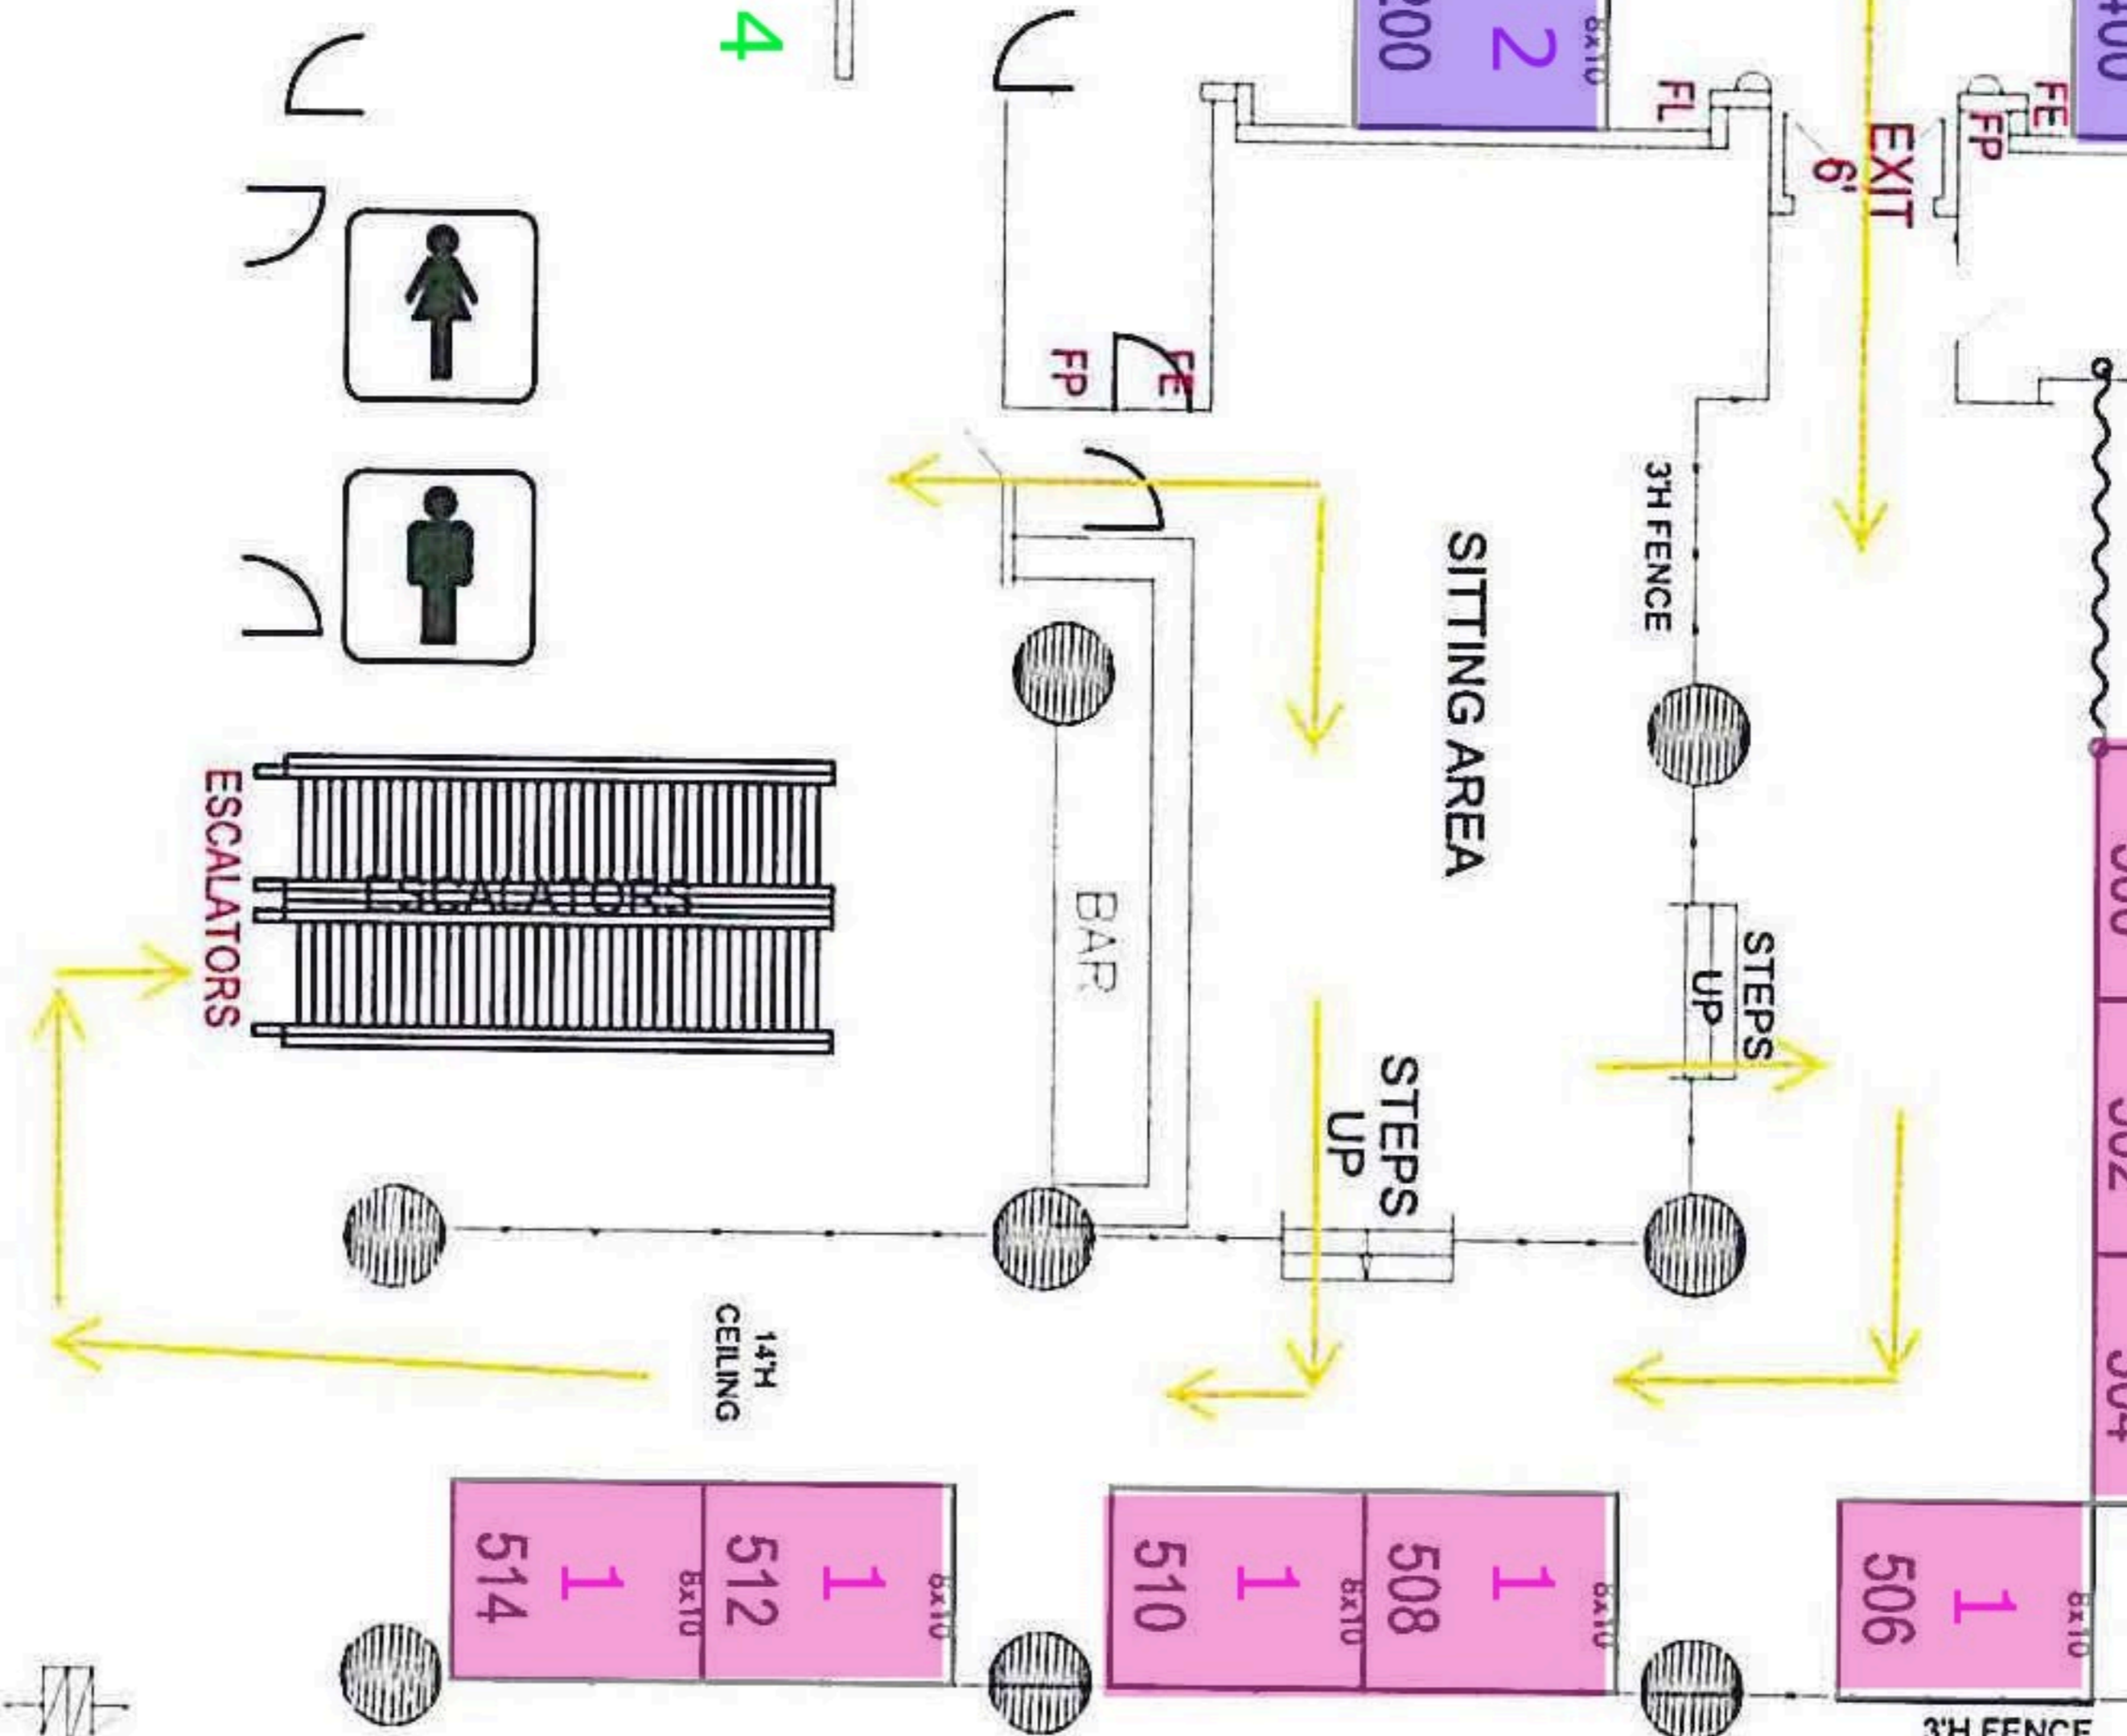 4
200
2
8x10
400
FL
FE
FP
EXIT
6'
FP
FE
3'H FENCE
SITTING AREA
ESCALATORS
ESCALATORS
BAR
STEPS
UP
STEPS
UP
14'H
CEILING
502
504
514
1
8x10
512
1
8x10
510
1
8x10
508
1
8x10
506
1
8x10
3'H FENCE